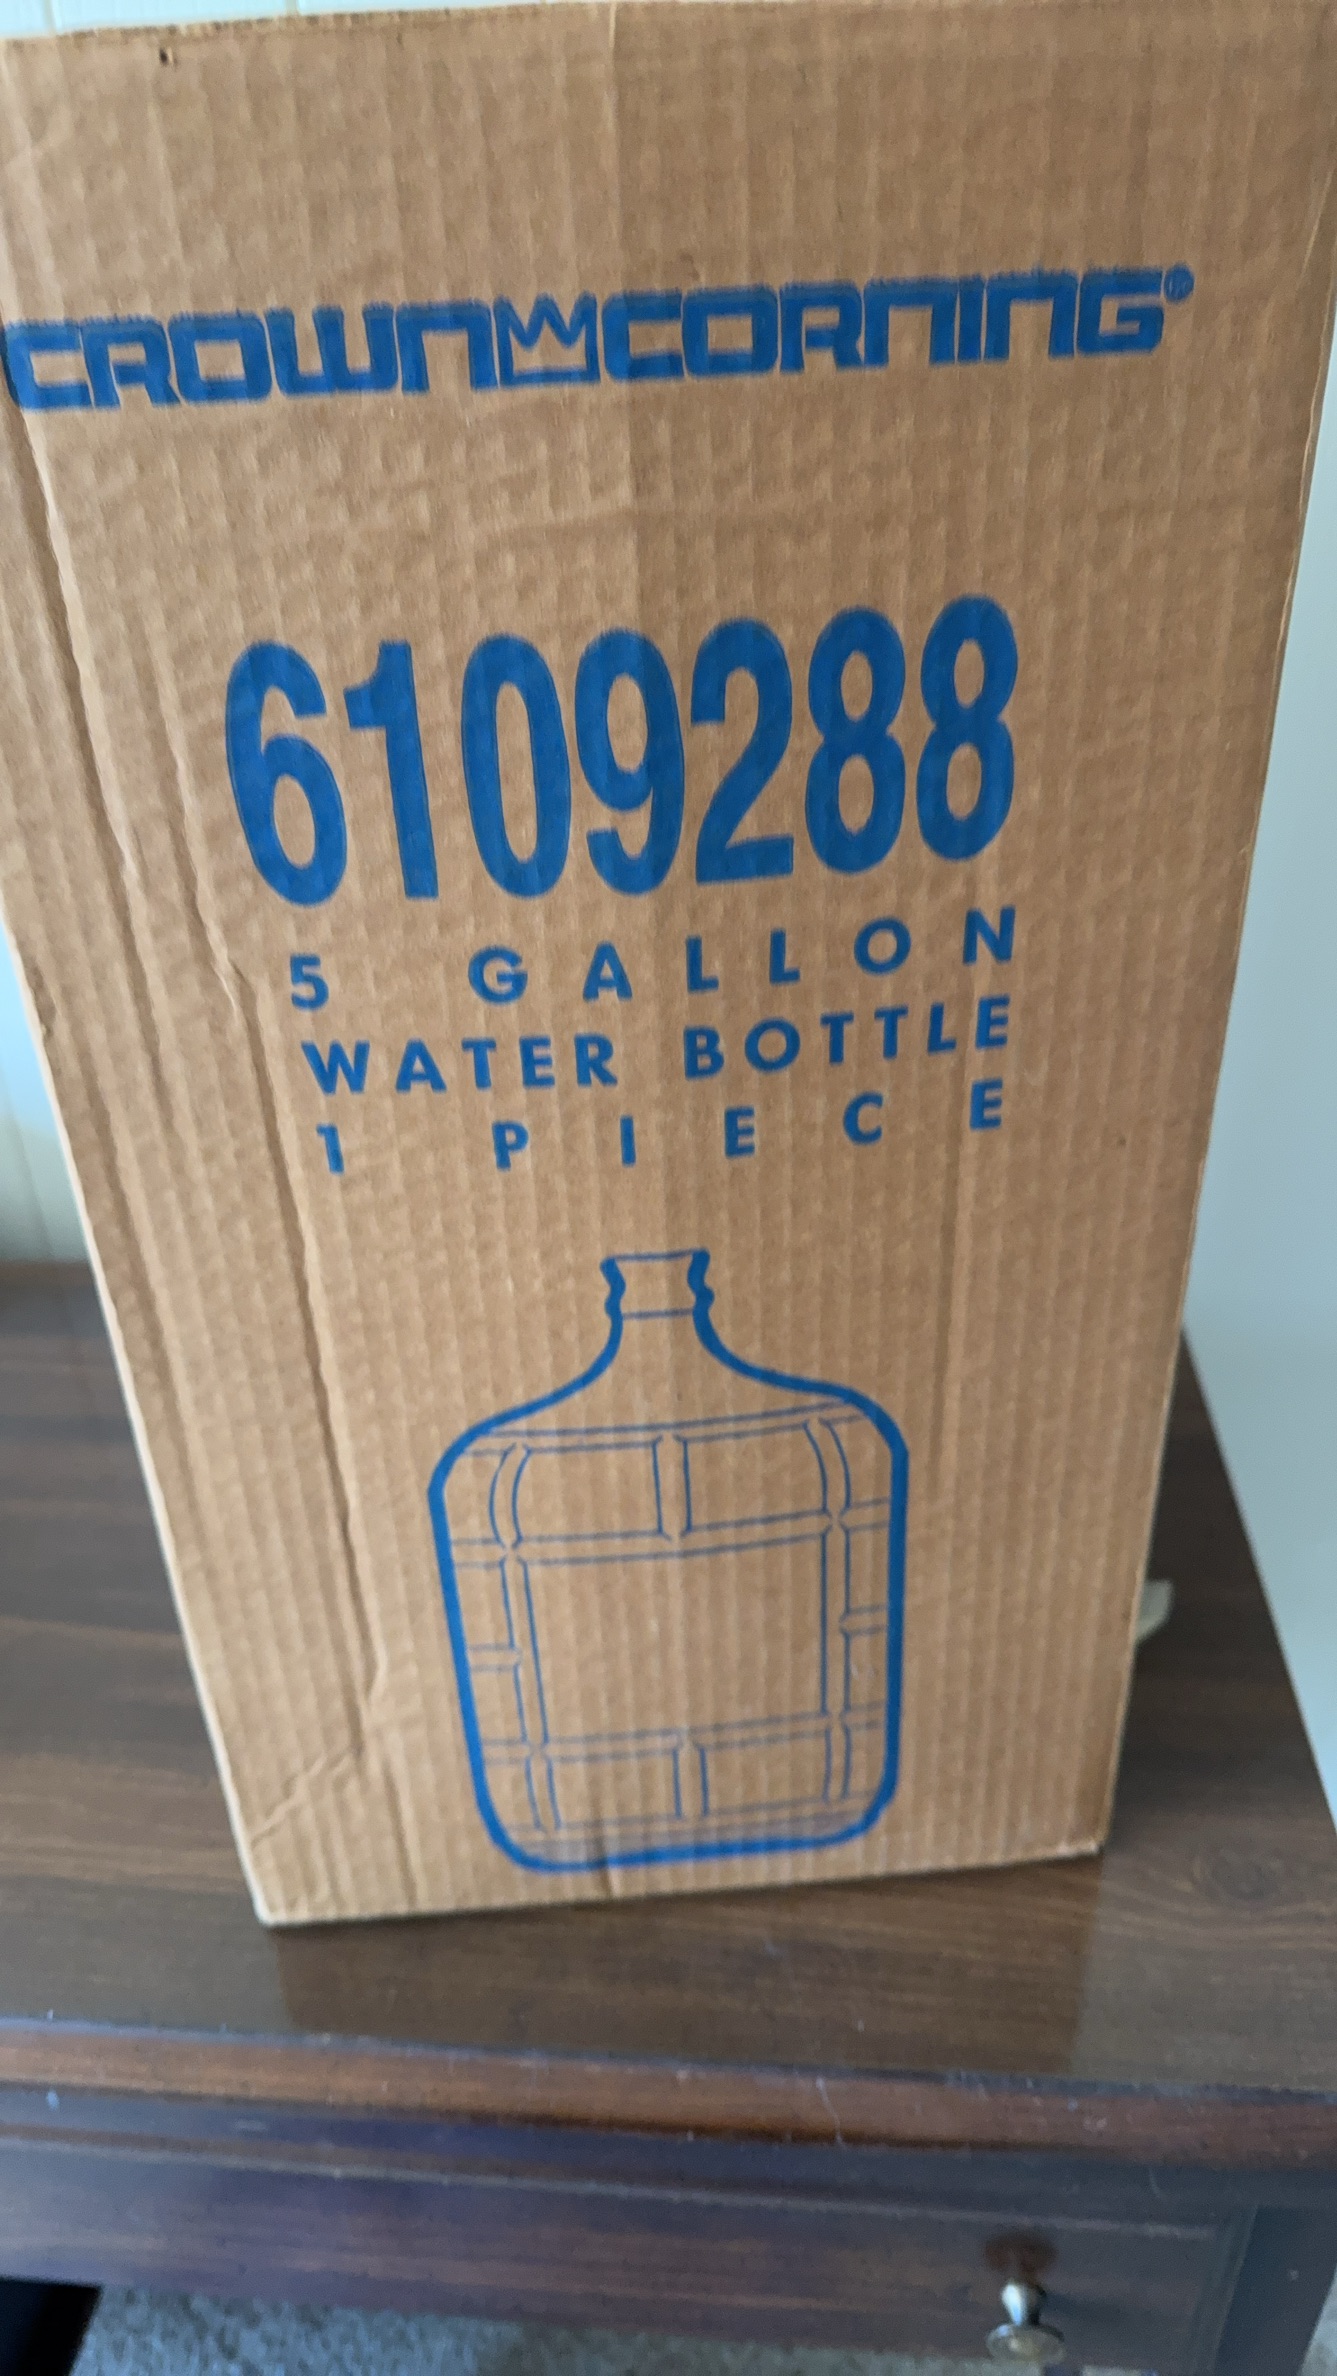 CROWN CORNING®
6109288
5 GALLON
WATER BOTTLE
1 PIECE